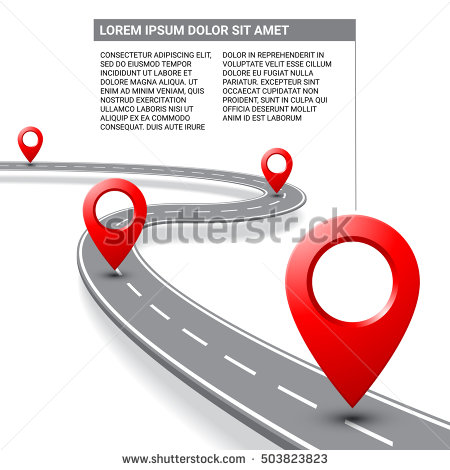 LOREM IPSUM DOLOR SIT AMET
CONSECTETUR ADIPISCING ELIT,
SED DO EIUSMOD TEMPOR
INCIDIDUNT UT LABORE ET
DOLORE MAGNA ALIQUA. UT
ENIM AD MINIM VENIAM, QUIS
NOSTRUD EXERCITATION
ULLAMCO LABORIS NISI UT
ALIQUIP EX EA COMMODO
CONSEQUAT. DUIS AUTE IRURE
DOLOR IN REPREHENDERIT IN
VOLUPTATE VELIT ESSE CILLUM
DOLORE EU FUGIAT NULLA
PARIATUR. EXCEPTEUR SINT
OCCAECAT CUPIDATAT NON
PROIDENT, SUNT IN CULPA QUI
OFFICIA DESERUNT MOLLIT
ANIM ID EST LABORUM
shutterstock
www.shutterstock.com · 503823823